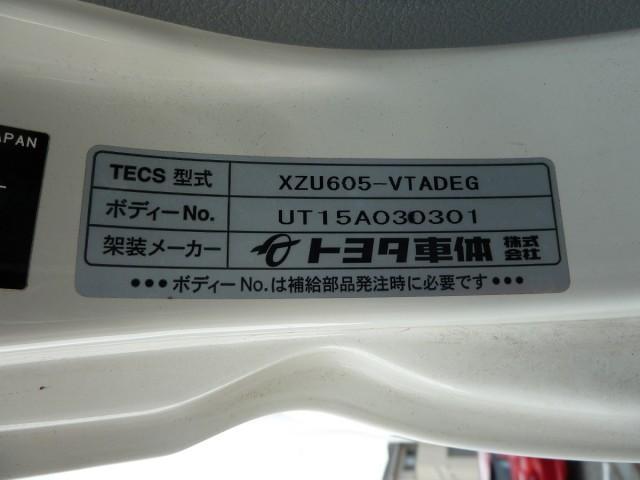 APAN
TECS 型式 XZU605-VTADEG
ボディーNo. UT15A030301
架装メーカー トヨタ車体 株式会社
●●●ボディーNo.は補給部品発注時に必要です●●●